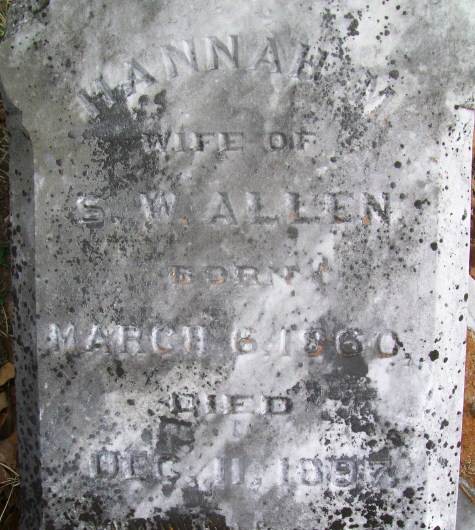 HANNAH
WIFE OF
S. W. ALLEN
BORN
MARCH 6, 1860,
DIED
DEC. 11, 1897